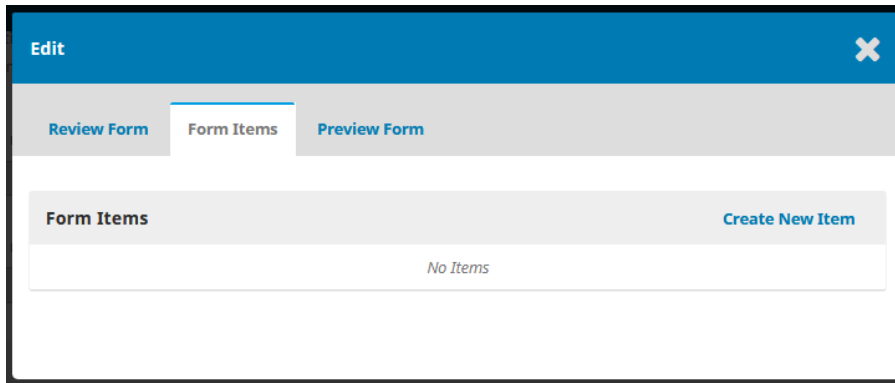 Edit
Review Form Form Items Preview Form
Form Items Create New Item
No Items